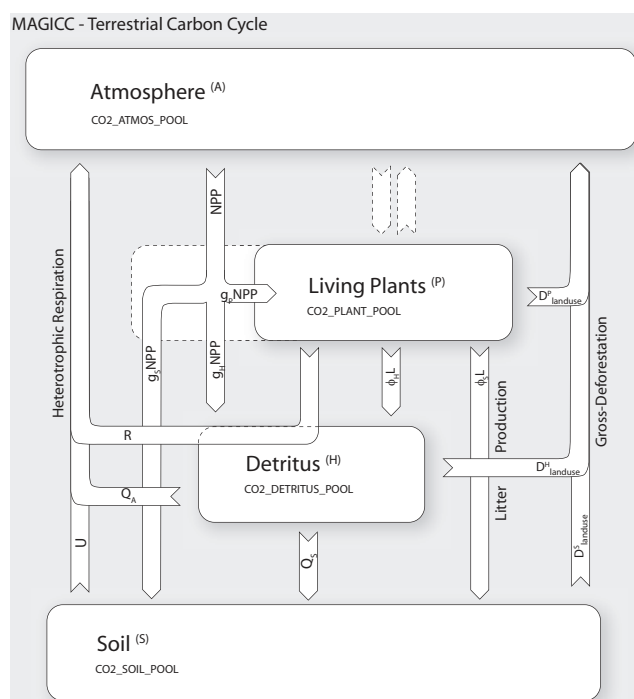 MAGICC - Terrestrial Carbon Cycle
Atmosphere (A)
CO2_ATMOS_POOL
NPP
Living Plants (P)
CO2_PLANT_POOL
gPNPP
DPlanduse
Heterotrophic Respiration
gSNPP
gHNPP
ϕHL
ϕSL
Litter Production
Gross-Deforestation
R
Detritus (H)
CO2_DETRITUS_POOL
DHlanduse
QA
U
QS
DSlanduse
Soil (S)
CO2_SOIL_POOL